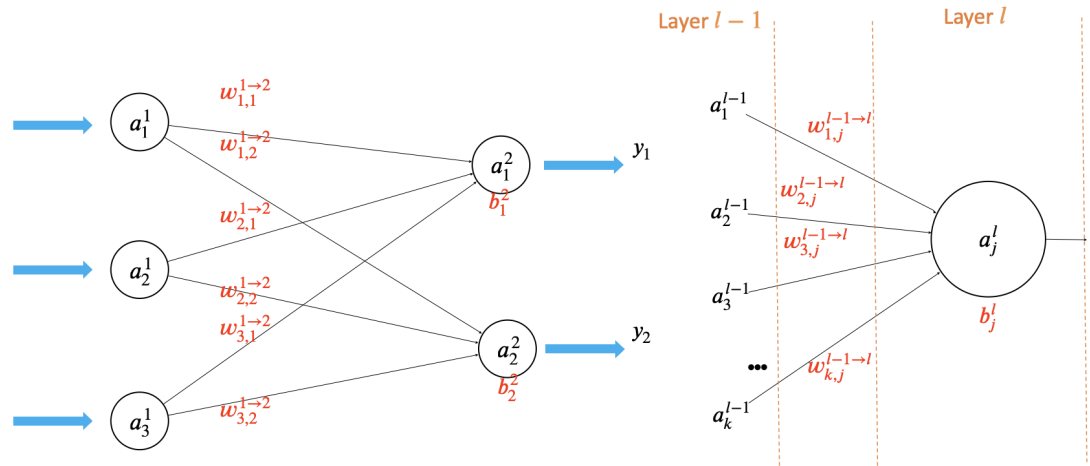 Layer l − 1
Layer l
w_{1,1}^{1→2}
a_1^1
w_{1,2}^{1→2}
a_1^2
b_1^2
y_1
w_{2,1}^{1→2}
a_2^1
w_{2,2}^{1→2}
w_{3,1}^{1→2}
a_2^2
b_2^2
y_2
w_{3,2}^{1→2}
a_3^1
a_1^{l−1}
w_{1,j}^{l−1→l}
w_{2,j}^{l−1→l}
a_2^{l−1}
w_{3,j}^{l−1→l}
a_j^l
a_3^{l−1}
b_j^l
•••
w_{k,j}^{l−1→l}
a_k^{l−1}